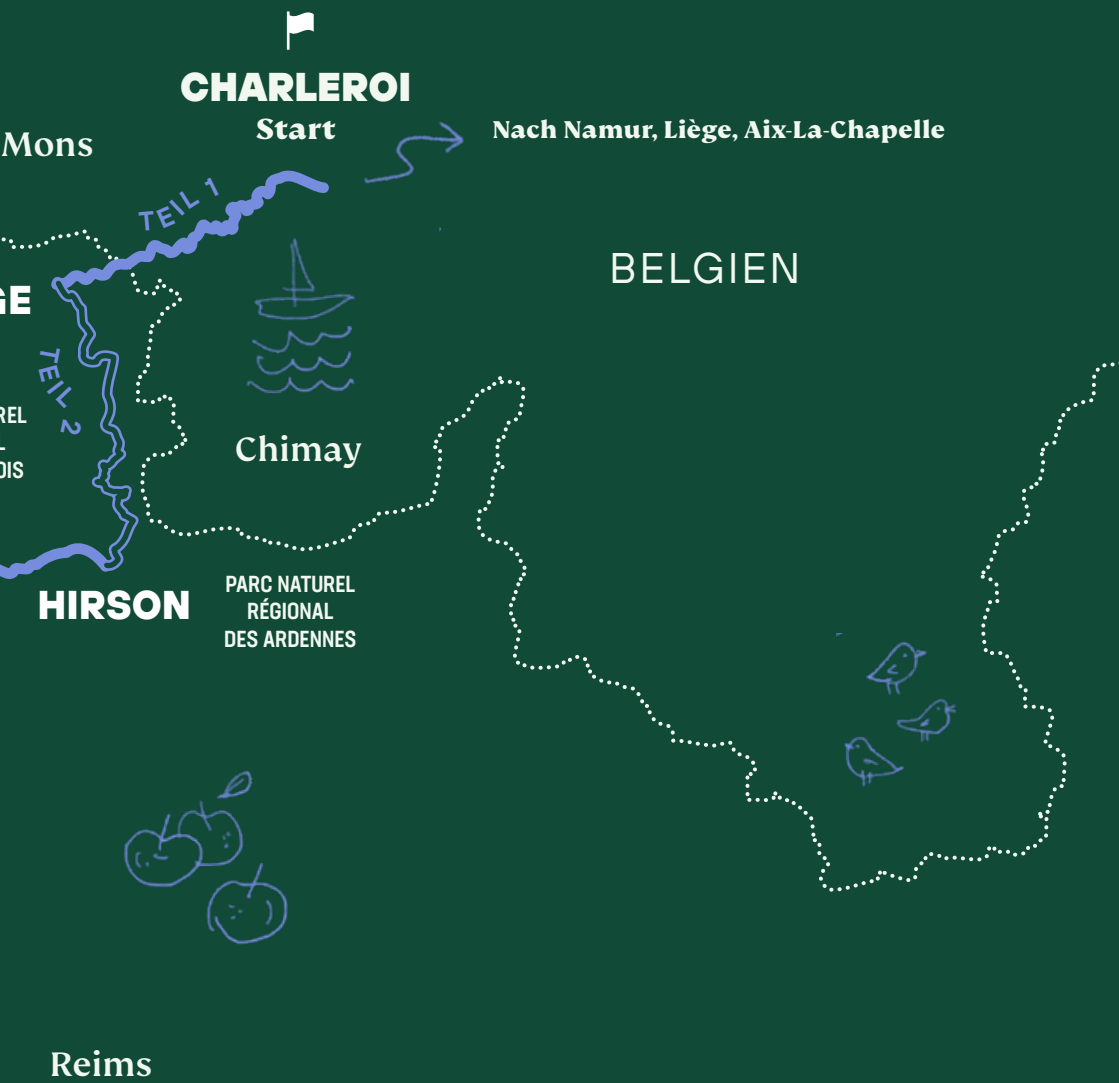 CHARLEROI
Start
Mons
Nach Namur, Liège, Aix-La-Chapelle
TEIL 1
BELGIEN
GE
TEIL 2
REL
-
OIS
Chimay
HIRSON
PARC NATUREL
RÉGIONAL
DES ARDENNES
Reims